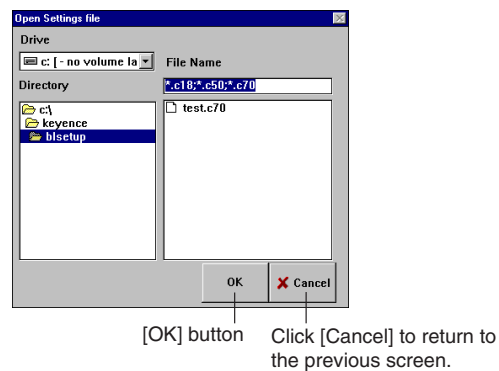 Open Settings file
Drive
c: [ - no volume la
File Name
Directory
*.c18;*.c50;*.c70
c:\
keyence
blsetup
test.c70
OK
Cancel
[OK] button
Click [Cancel] to return to
the previous screen.